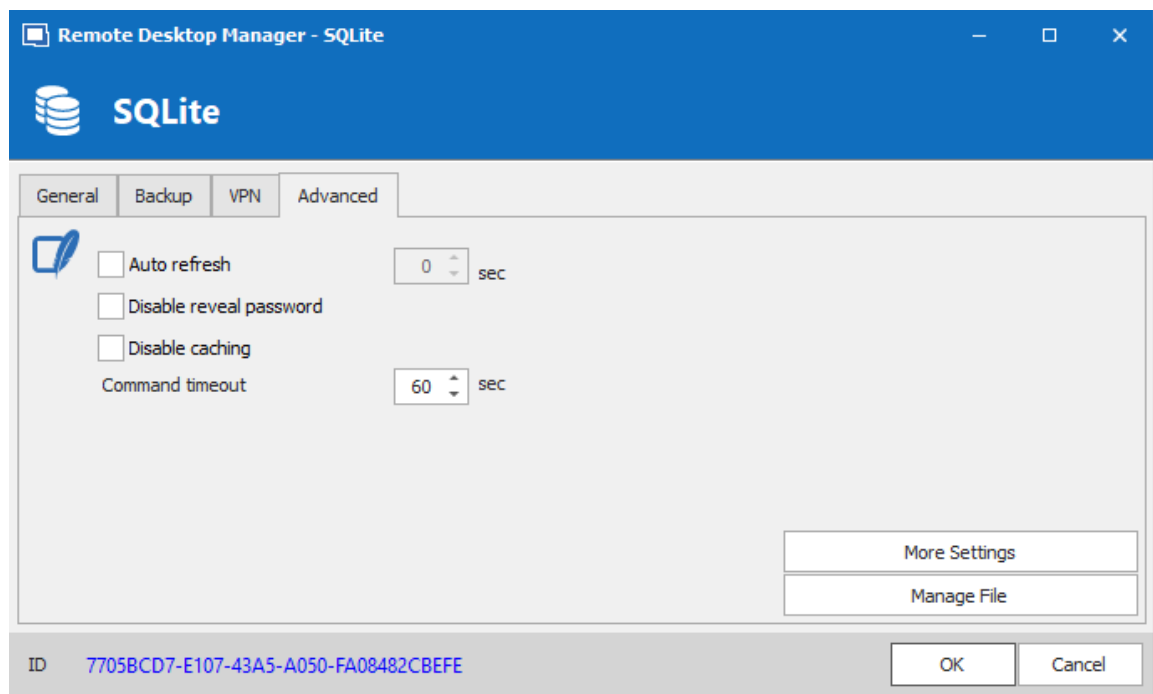 Remote Desktop Manager - SQLite
SQLite
General Backup VPN Advanced
Auto refresh 0 sec
Disable reveal password
Disable caching
Command timeout 60 sec
More Settings
Manage File
ID 7705BCD7-E107-43A5-A050-FA08482CBEFE OK Cancel